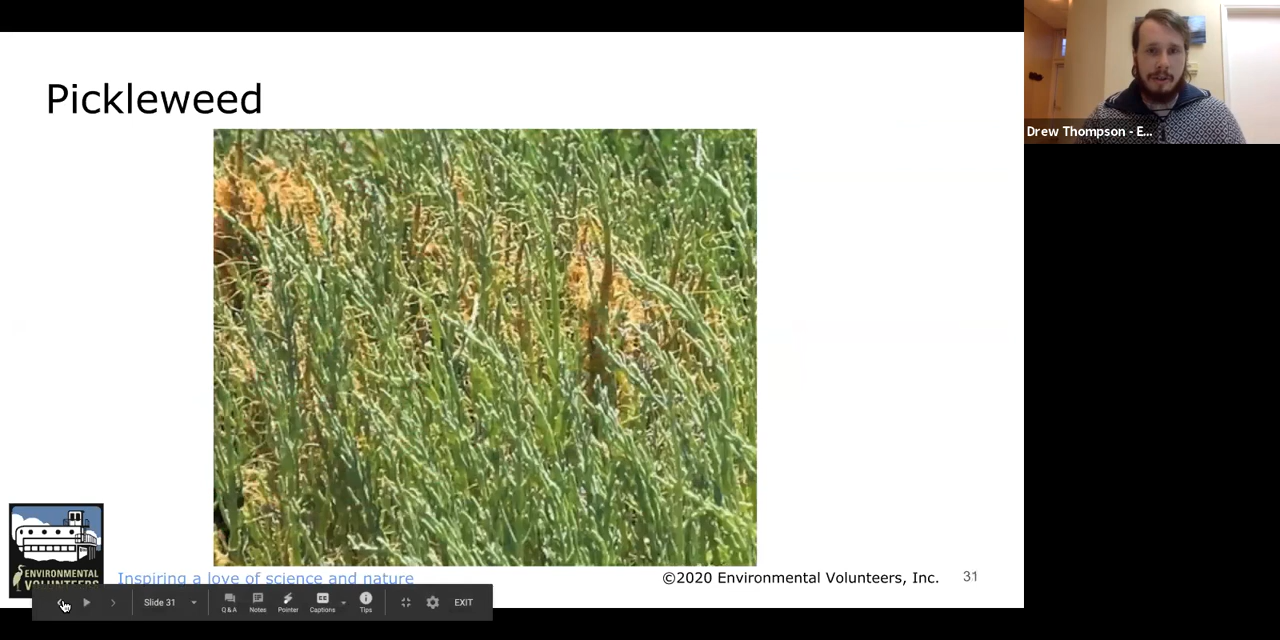 Pickleweed
Drew Thompson - E...
ENVIRONMENTAL
VOLUNTEERS
Inspiring a love of science and nature
©2020 Environmental Volunteers, Inc.
31
Slide 31
Q & A
Notes
Pointer
Captions
Tips
EXIT